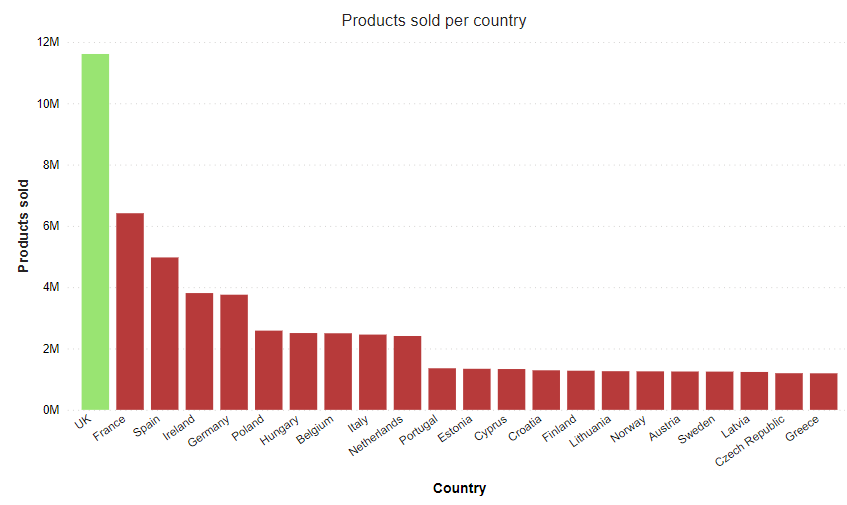 Products sold per country
Products sold
12M
10M
8M
6M
4M
2M
0M
UK
France
Spain
Ireland
Germany
Poland
Hungary
Belgium
Italy
Netherlands
Portugal
Estonia
Cyprus
Croatia
Finland
Lithuania
Norway
Austria
Sweden
Latvia
Czech Republic
Greece
Country